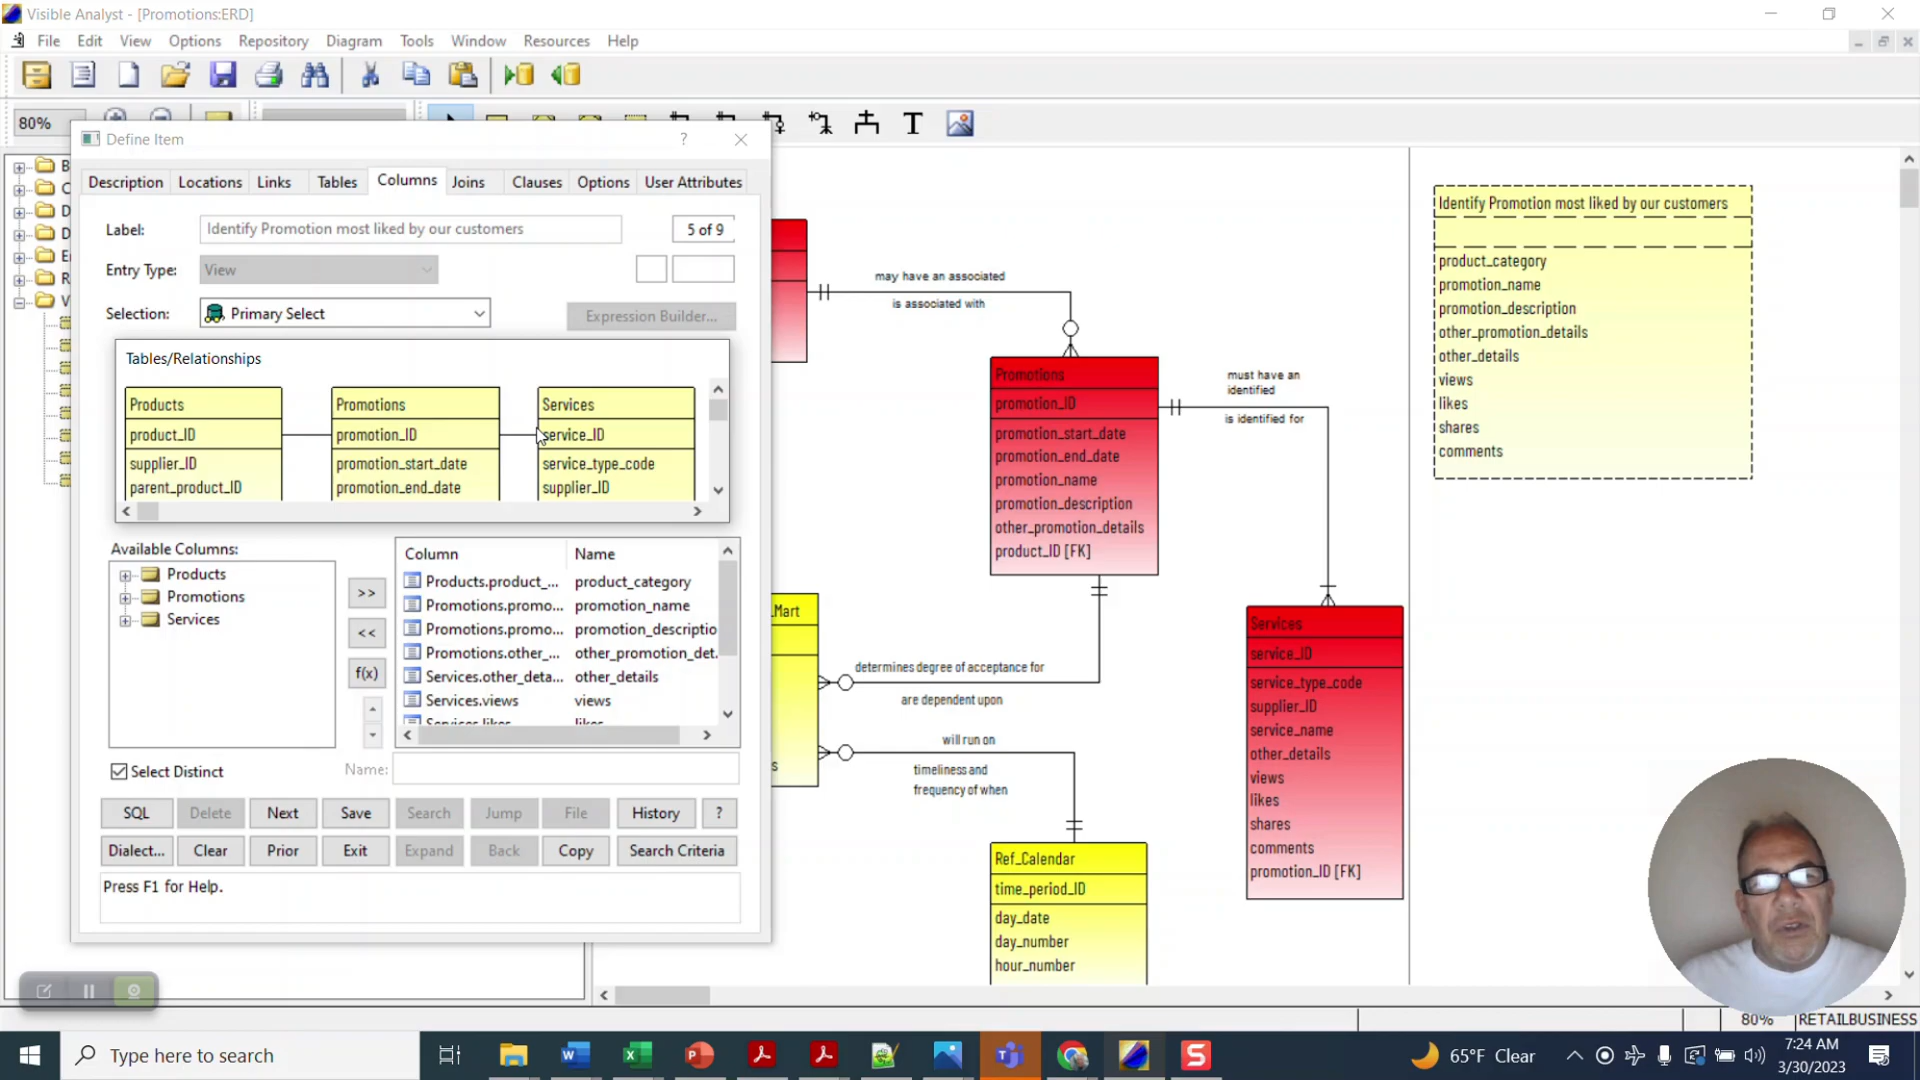 Visible Analyst - [Promotions:ERD]
File Edit View Options Repository Diagram Tools Window Resources Help
80%
T
Define Item
?
Description Locations Links Tables Columns Joins Clauses Options User Attributes
Label: Identify Promotion most liked by our customers 5 of 9
Entry Type: View
Selection: Primary Select Expression Builder...
Tables/Relationships
Products
product_ID
supplier_ID
parent_product_ID
Promotions
promotion_ID
promotion_start_date
promotion_end_date
Services
service_ID
service_type_code
supplier_ID
Available Columns:
Products
Promotions
Services
>>
<<
f(x)
Column Name
Products.product_... product_category
Promotions.promo... promotion_name
Promotions.promo... promotion_descriptio
Promotions.other_... other_promotion_det.
Services.other_deta... other_details
Services.views views
Services.likes likes
Select Distinct
Name:
SQL Delete Next Save Search Jump File History ?
Dialect... Clear Prior Exit Expand Back Copy Search Criteria
Press F1 for Help.
may have an associated
is associated with
Promotions
promotion_ID
promotion_start_date
promotion_end_date
promotion_name
promotion_description
other_promotion_details
product_ID [FK]
must have an
identified
is identified for
_Mart
s
determines degree of acceptance for
are dependent upon
will run on
timeliness and
frequency of when
Ref_Calendar
time_period_ID
day_date
day_number
hour_number
Services
service_ID
service_type_code
supplier_ID
service_name
other_details
views
likes
shares
comments
promotion_ID [FK]
Identify Promotion most liked by our customers
product_category
promotion_name
promotion_description
other_promotion_details
other_details
views
likes
shares
comments
B
C
D
D
E
R
V
80% RETAILBUSINESS
Type here to search
65°F Clear
7:24 AM
3/30/2023